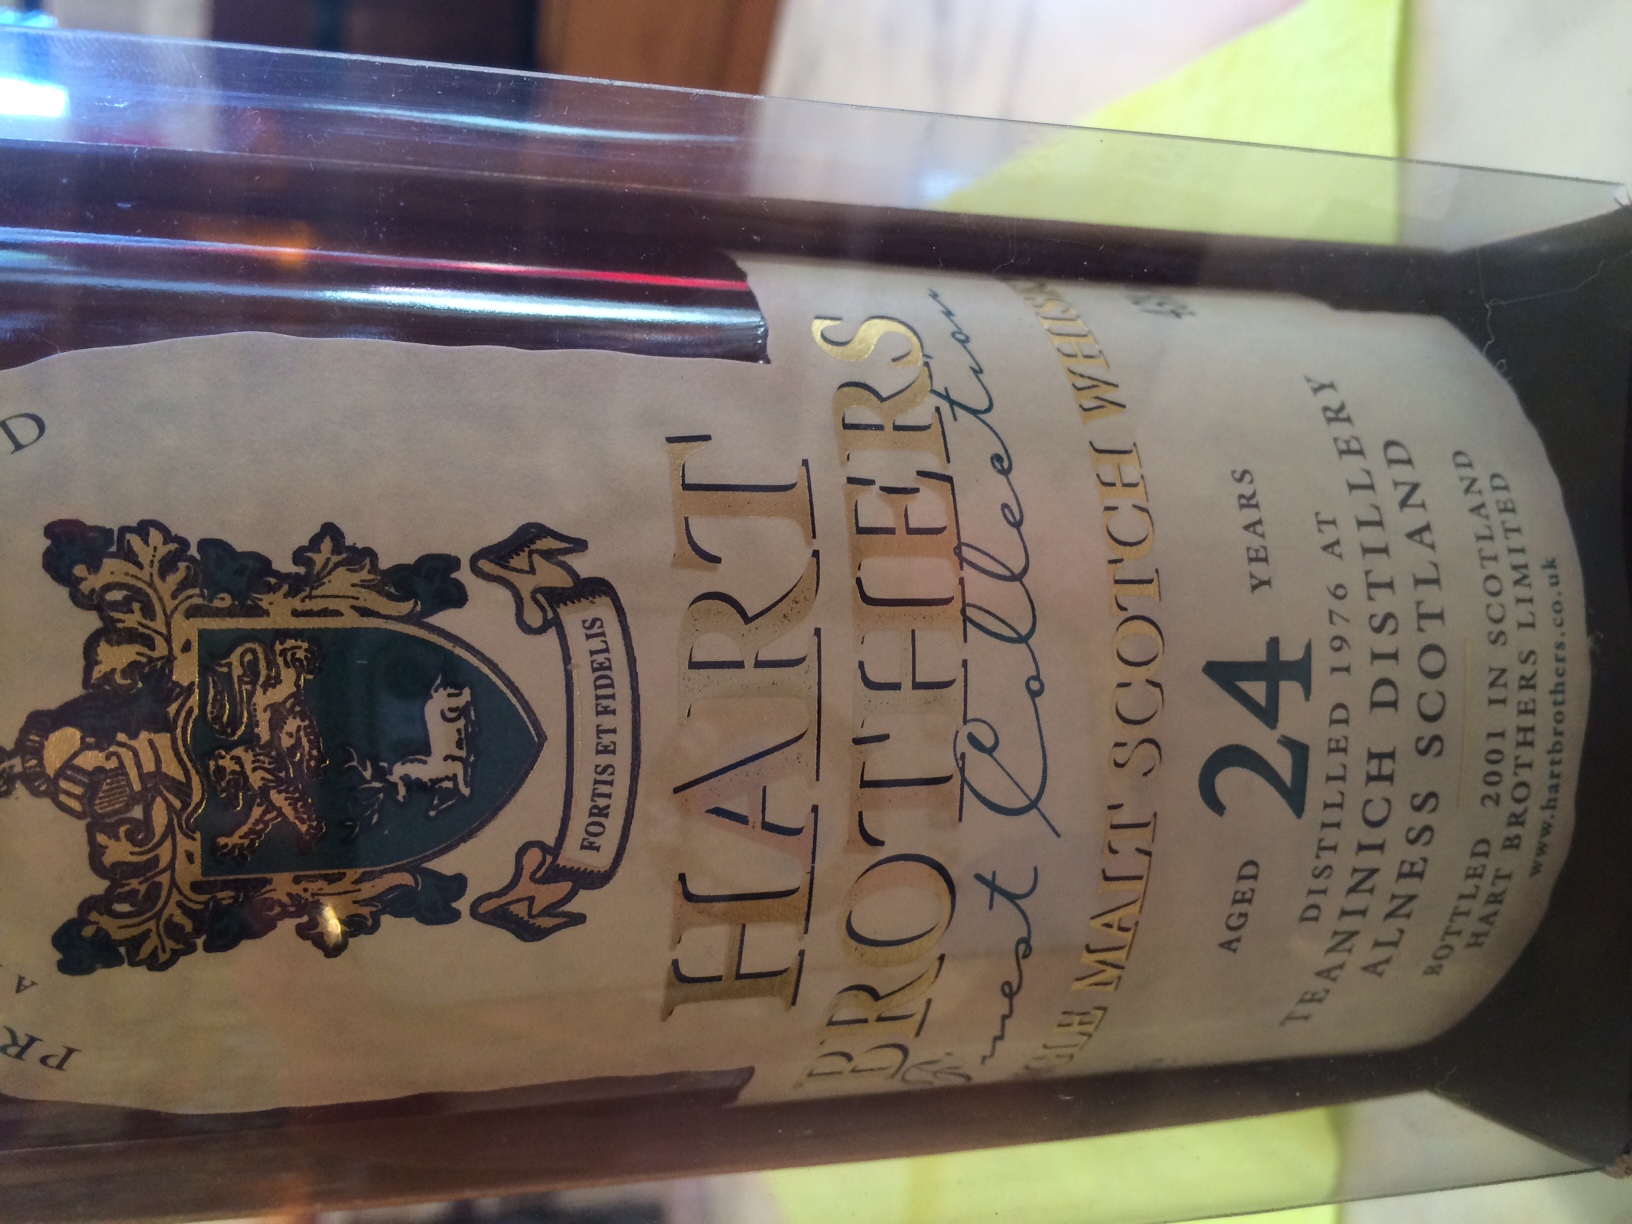 FORTIS ET FIDELIS
HART
BROTHERS
Finest Collection
MALT SCOTCH
AGED 24 YEARS
DISTILLED 1976 AT
TEANINICH DISTILLERY
ALNESS SCOTLAND
BOTTLED 2001 IN SCOTLAND
HART BROTHERS LIMITED
www.hartbrothers.co.uk